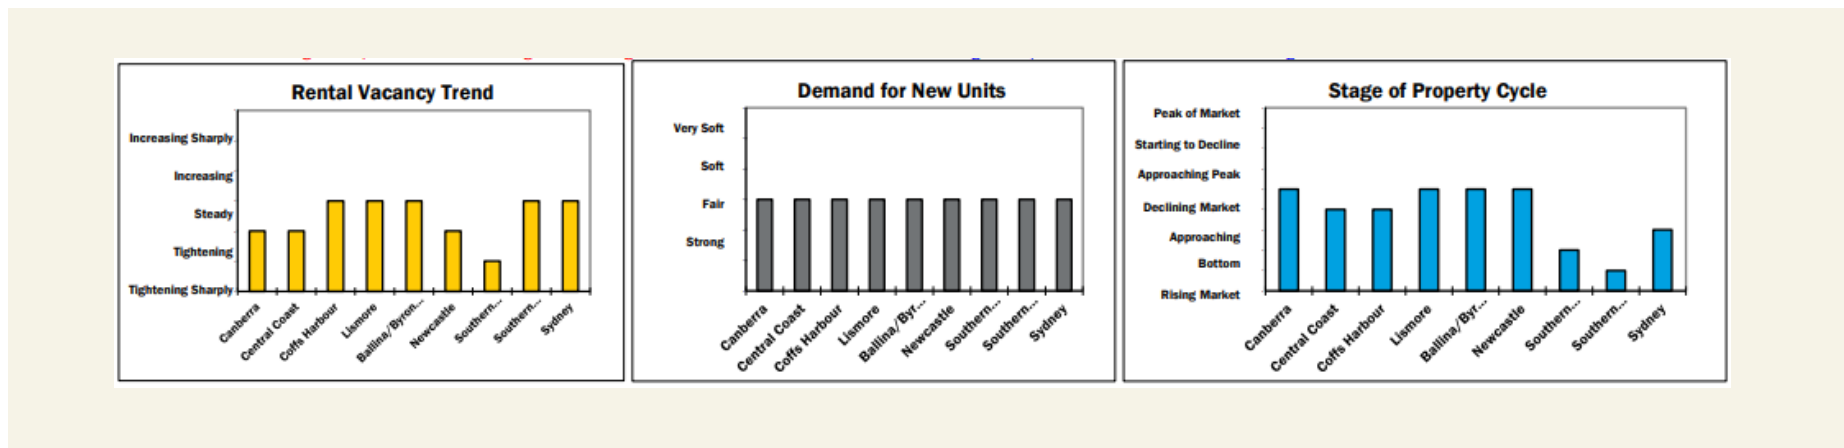 Rental Vacancy Trend
Increasing Sharply
Increasing
Steady
Tightening
Tightening Sharply
Canberra
Central Coast
Coffs Harbour
Lismore
Ballina/Byron...
Newcastle
Southern...
Southern...
Sydney
Demand for New Units
Very Soft
Soft
Fair
Strong
Canberra
Central Coast
Coffs Harbour
Lismore
Ballina/Byr...
Newcastle
Southern...
Southern...
Sydney
Stage of Property Cycle
Peak of Market
Starting to Decline
Approaching Peak
Declining Market
Approaching
Bottom
Rising Market
Canberra
Central Coast
Coffs Harbour
Lismore
Ballina/Byr...
Newcastle
Southern...
Southern...
Sydney